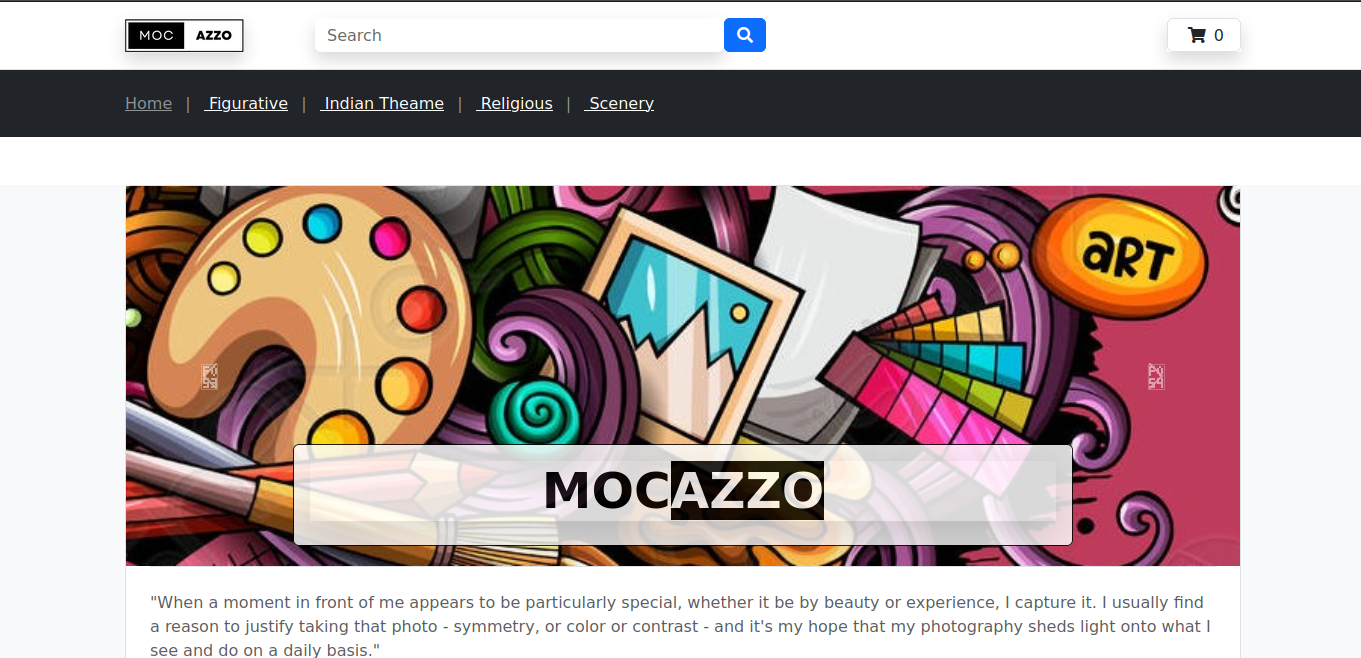 MOC AZZO
Search
0
Home | Figurative | Indian Theame | Religious | Scenery
ART
MOCAZZO
"When a moment in front of me appears to be particularly special, whether it be by beauty or experience, I capture it. I usually find
a reason to justify taking that photo - symmetry, or color or contrast - and it's my hope that my photography sheds light onto what I
see and do on a daily basis."